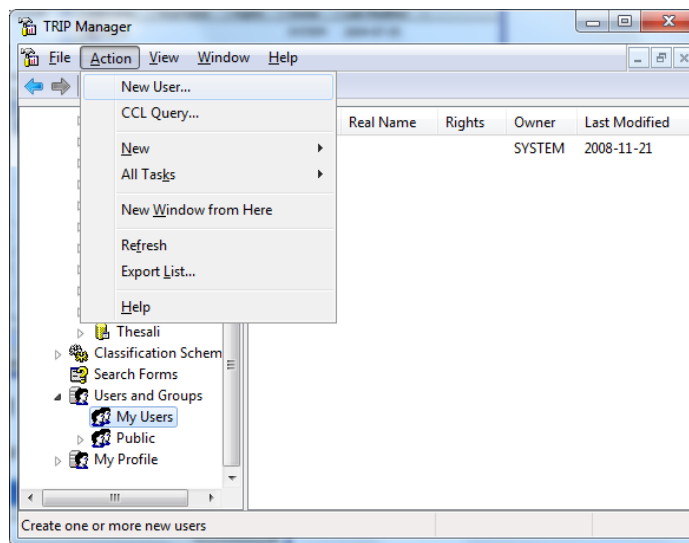 TRIP Manager
File Action View Window Help
New User...
CCL Query...
New
All Tasks
New Window from Here
Refresh
Export List...
Help
Real Name Rights Owner Last Modified
SYSTEM 2008-11-21
Thesali
Classification Schem
Search Forms
Users and Groups
My Users
Public
My Profile
Create one or more new users